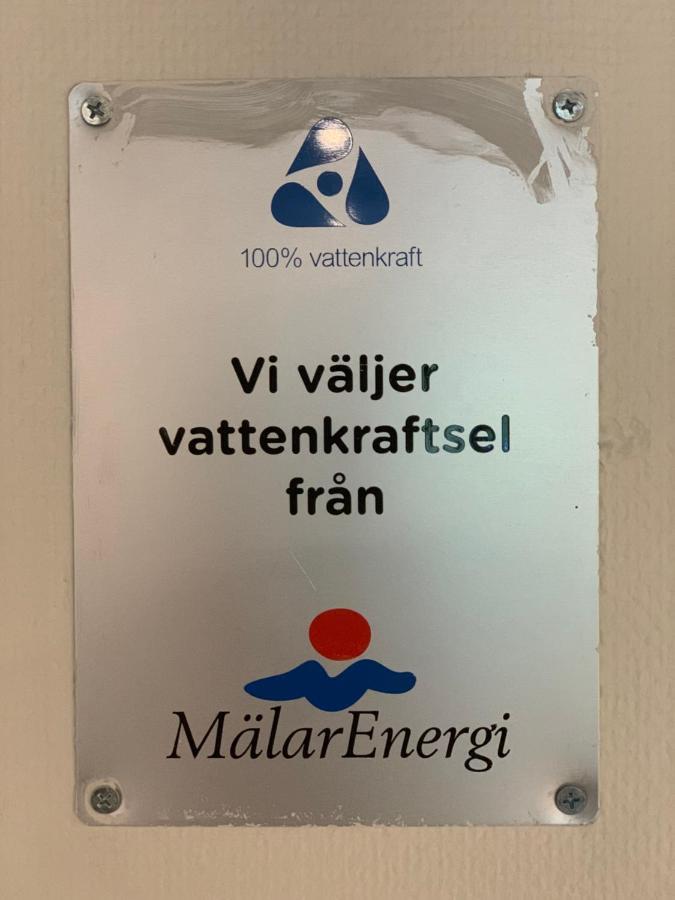 100% vattenkraft
Vi väljer
vattenkraftsel
från
MälarEnergi